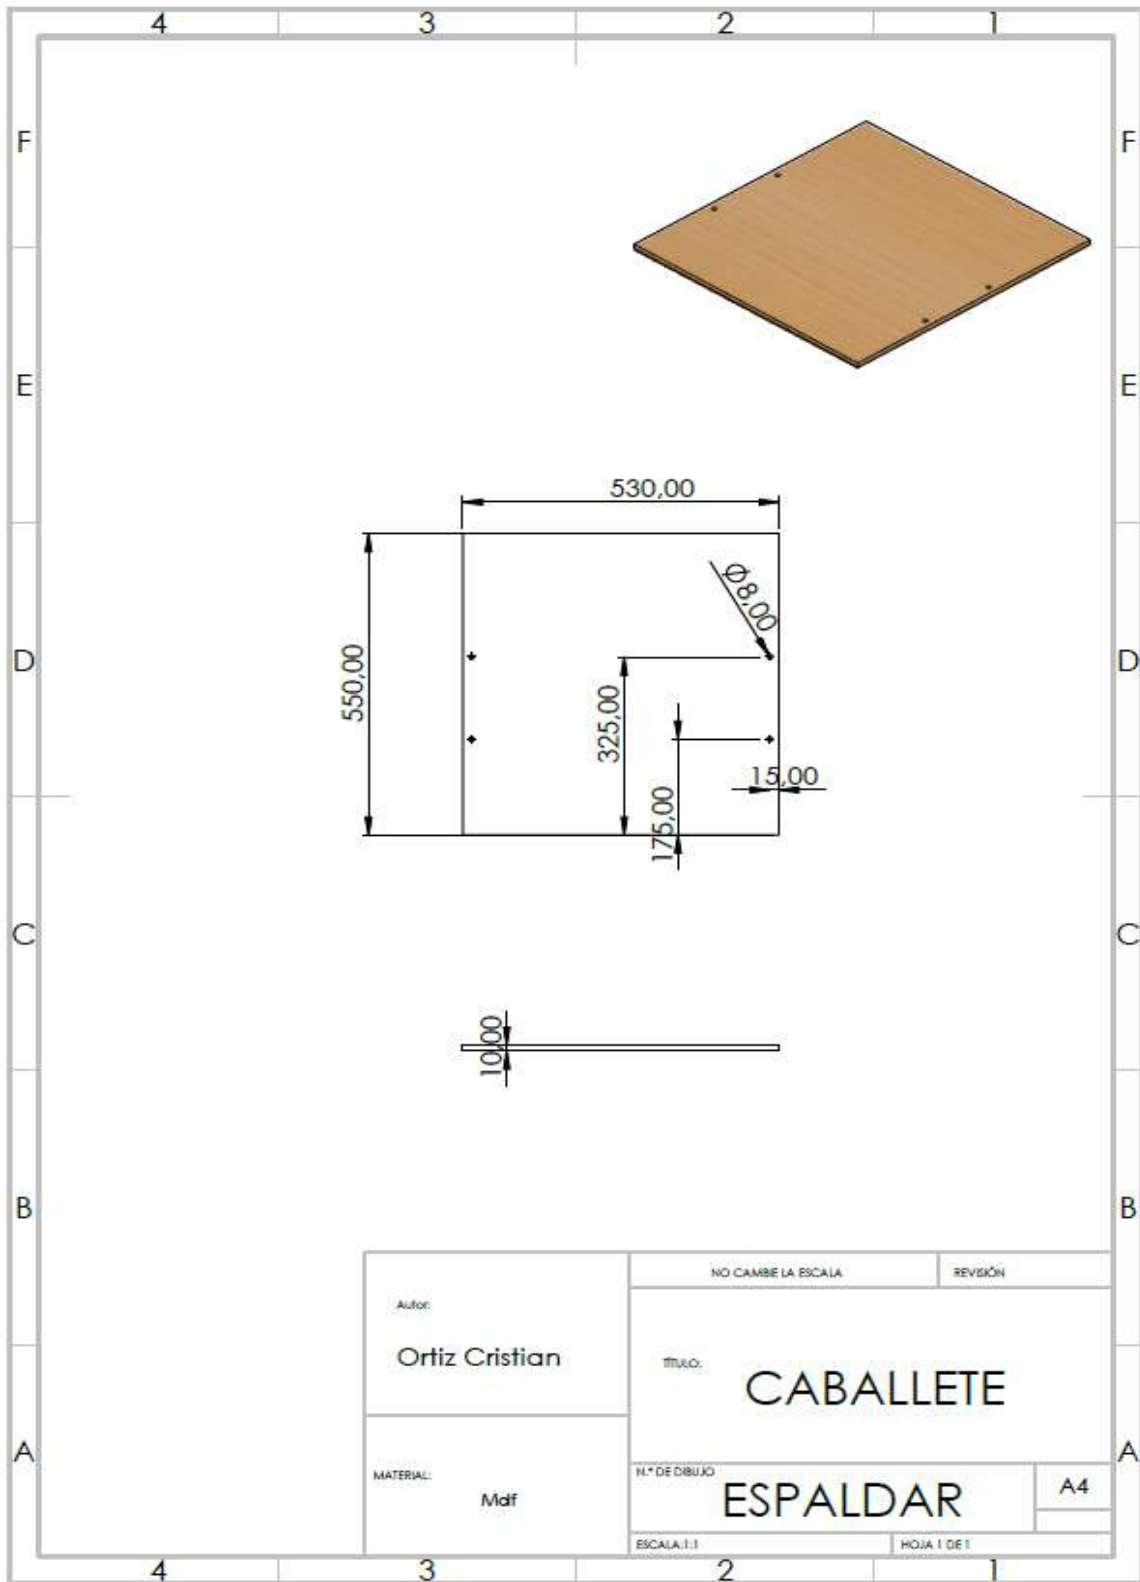 4 3 2 1
F F
E E
530,00
Ø8,00
550,00
D D
325,00
15,00
175,00
C C
10,00
B B
NO CAMBIE LA ESCALA REVISIÓN
Autor:
Ortiz Cristian
TÍTULO:
CABALLETE
A A
MATERIAL:
Mdf
N.º DE DIBUJO
ESPALDAR
A4
ESCALA:1:1 HOJA 1 DE 1
4 3 2 1